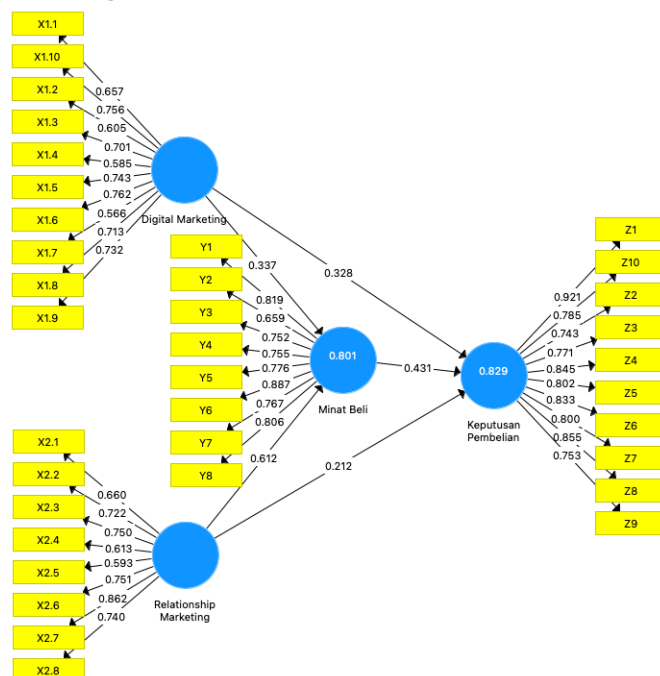 X1.1
X1.10
X1.2
X1.3
X1.4
X1.5
X1.6
X1.7
X1.8
X1.9
0.657
0.756
0.605
0.701
0.585
0.743
0.762
0.566
0.713
0.732
Digital Marketing
0.337
0.328
Y1
Y2
Y3
Y4
Y5
Y6
Y7
Y8
0.819
0.659
0.752
0.755
0.776
0.887
0.767
0.806
0.612
0.801
Minat Beli
0.431
0.212
0.829
Keputusan
Pembelian
0.921
0.785
0.743
0.771
0.845
0.802
0.833
0.800
0.855
0.753
Z1
Z10
Z2
Z3
Z4
Z5
Z6
Z7
Z8
Z9
X2.1
X2.2
X2.3
X2.4
X2.5
X2.6
X2.7
X2.8
0.660
0.722
0.750
0.613
0.593
0.751
0.862
0.740
Relationship
Marketing